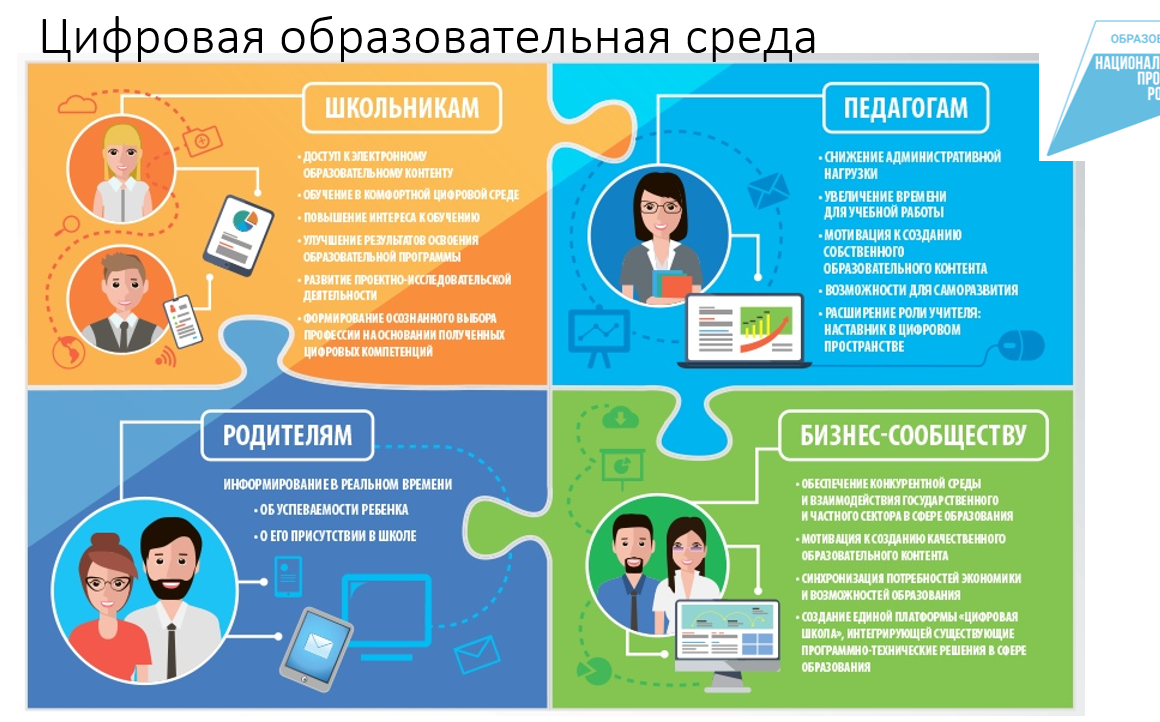 Цифровая образовательная среда
НАЦИОНАЛ
ПРО
РО
ШКОЛЬНИКАМ
• ДОСТУП К ЭЛЕКТРОННОМУ
ОБРАЗОВАТЕЛЬНОМУ КОНТЕНТУ
• ОБУЧЕНИЕ В КОМФОРТНОЙ ЦИФРОВОЙ СРЕДЕ
• ПОВЫШЕНИЕ ИНТЕРЕСА К ОБУЧЕНИЮ
• УЛУЧШЕНИЕ РЕЗУЛЬТАТОВ ОСВОЕНИЯ
ОБРАЗОВАТЕЛЬНОЙ ПРОГРАММЫ
• РАЗВИТИЕ ПРОЕКТНО-ИССЛЕДОВАТЕЛЬСКОЙ
ДЕЯТЕЛЬНОСТИ
• ФОРМИРОВАНИЕ ОСОЗНАННОГО ВЫБОРА
ПРОФЕССИИ НА ОСНОВАНИИ ПОЛУЧЕННЫХ
ЦИФРОВЫХ КОМПЕТЕНЦИЙ
ПЕДАГОГАМ
• СНИЖЕНИЕ АДМИНИСТРАТИВНОЙ
НАГРУЗКИ
• УВЕЛИЧЕНИЕ ВРЕМЕНИ
ДЛЯ УЧЕБНОЙ РАБОТЫ
• МОТИВАЦИЯ К СОЗДАНИЮ
СОБСТВЕННОГО
ОБРАЗОВАТЕЛЬНОГО КОНТЕНТА
• ВОЗМОЖНОСТИ ДЛЯ САМОРАЗВИТИЯ
• РАСШИРЕНИЕ РОЛИ УЧИТЕЛЯ:
НАСТАВНИК В ЦИФРОВОМ
ПРОСТРАНСТВЕ
РОДИТЕЛЯМ
ИНФОРМИРОВАНИЕ В РЕАЛЬНОМ ВРЕМЕНИ
• ОБ УСПЕВАЕМОСТИ РЕБЕНКА
• О ЕГО ПРИСУТСТВИИ В ШКОЛЕ
БИЗНЕС-СООБЩЕСТВУ
• ОБЕСПЕЧЕНИЕ КОНКУРЕНТНОЙ СРЕДЫ
И ВЗАИМОДЕЙСТВИЯ ГОСУДАРСТВЕННОГО
И ЧАСТНОГО СЕКТОРА В СФЕРЕ ОБРАЗОВАНИЯ
• МОТИВАЦИЯ К СОЗДАНИЮ КАЧЕСТВЕННОГО
ОБРАЗОВАТЕЛЬНОГО КОНТЕНТА
• СИНХРОНИЗАЦИЯ ПОТРЕБНОСТЕЙ ЭКОНОМИКИ
И ВОЗМОЖНОСТЕЙ ОБРАЗОВАНИЯ
• СОЗДАНИЕ ЕДИНОЙ ПЛАТФОРМЫ «ЦИФРОВАЯ
ШКОЛА», ИНТЕГРИРУЮЩЕЙ СУЩЕСТВУЮЩИЕ
ПРОГРАММНО-ТЕХНИЧЕСКИЕ РЕШЕНИЯ В СФЕРЕ
ОБРАЗОВАНИЯ